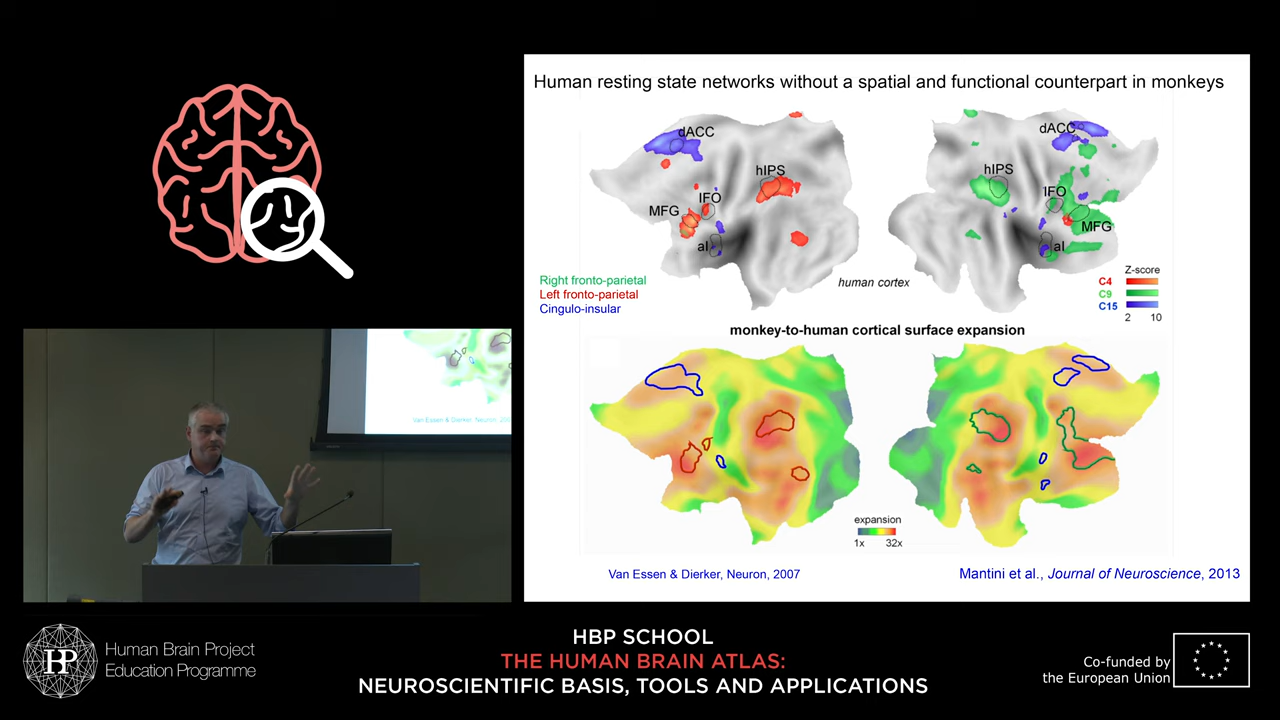 Human resting state networks without a spatial and functional counterpart in monkeys
dACC
hIPS
IFO
MFG
aI
dACC
hIPS
IFO
MFG
aI
Right fronto-parietal
Left fronto-parietal
Cingulo-insular
human cortex
Z-score
C4
C9
C15
2 10
monkey-to-human cortical surface expansion
expansion
1x 32x
Van Essen & Dierker, Neuron, 2007
Mantini et al., Journal of Neuroscience, 2013
HP
Human Brain Project
Education Programme
HBP SCHOOL
THE HUMAN BRAIN ATLAS:
NEUROSCIENTIFIC BASIS, TOOLS AND APPLICATIONS
Co-funded by
the European Union